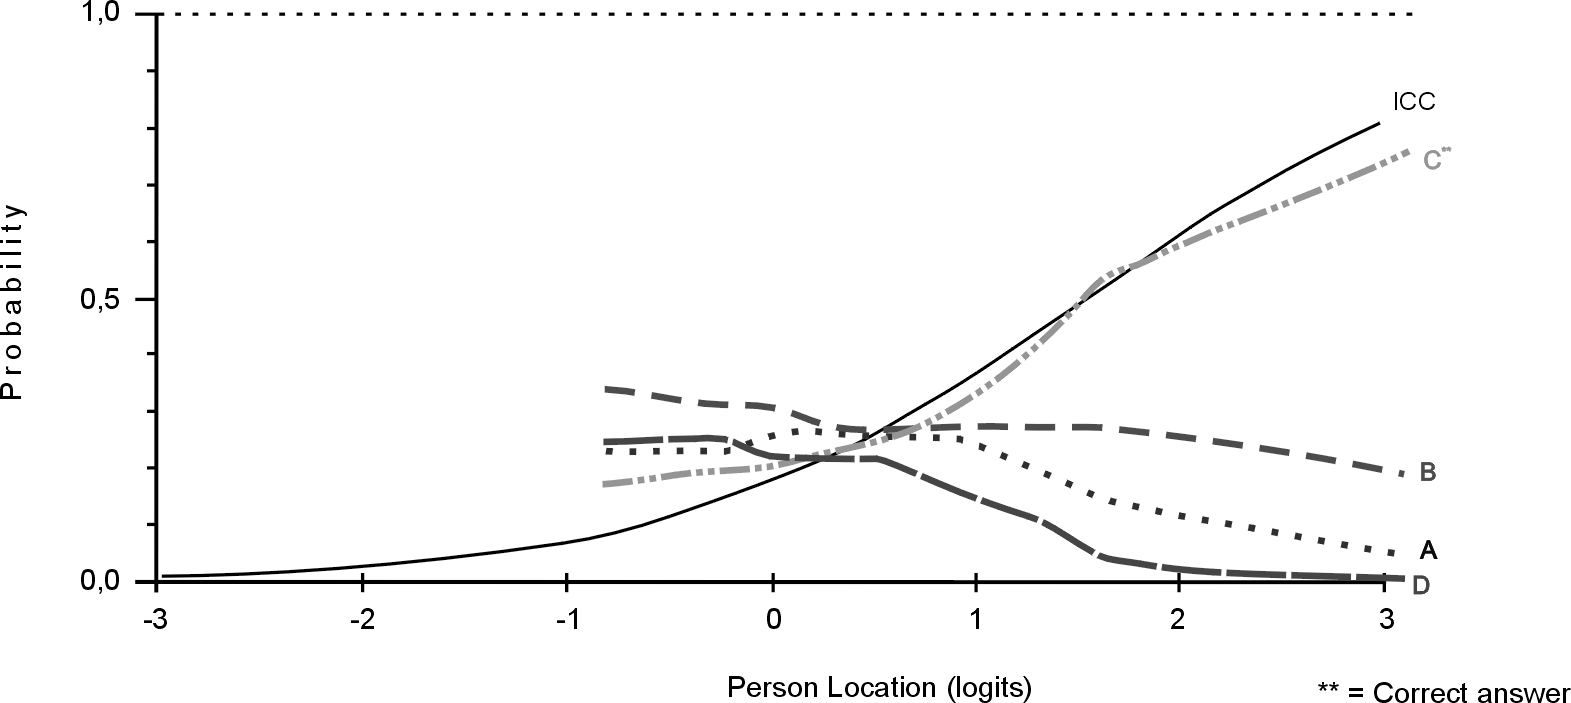 1,0
ICC
C**
Probability
0,5
B
A
0,0
D
-3 -2 -1 0 1 2 3
Person Location (logits)
** = Correct answer